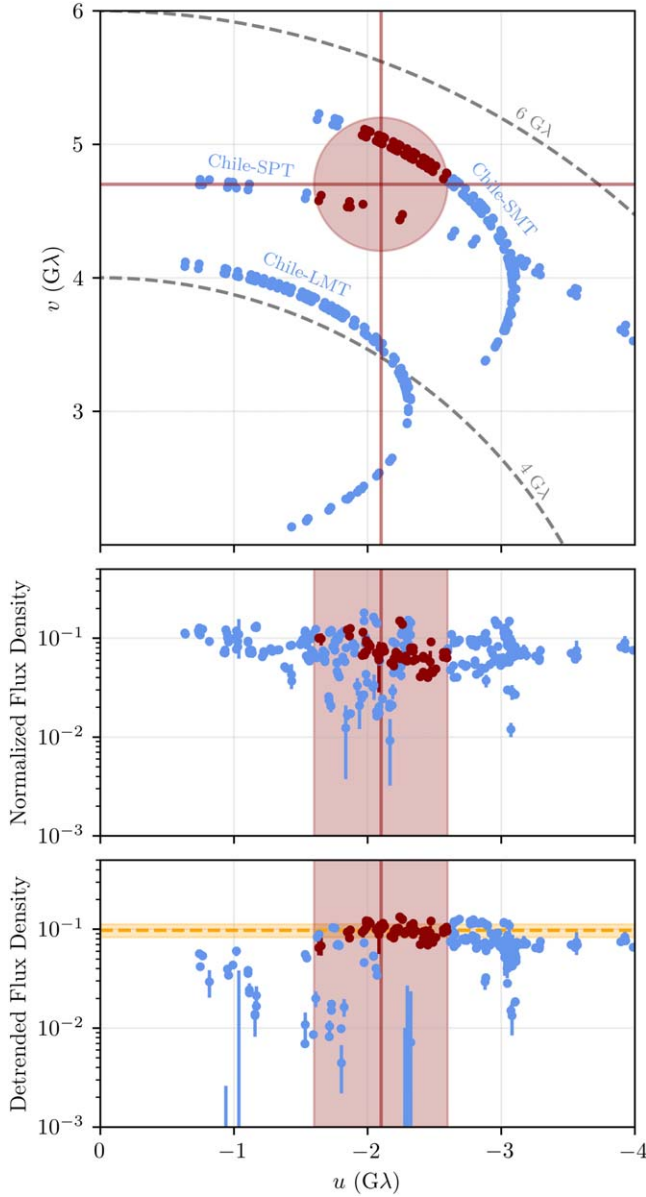 6
5
4
3
v (Gλ)
6 Gλ
Chile-SPT
Chile-SMT
Chile-LMT
4 Gλ
Normalized Flux Density
10⁻¹
10⁻²
10⁻³
Detrended Flux Density
10⁻¹
10⁻²
10⁻³
0 −1 −2 −3 −4
u (Gλ)